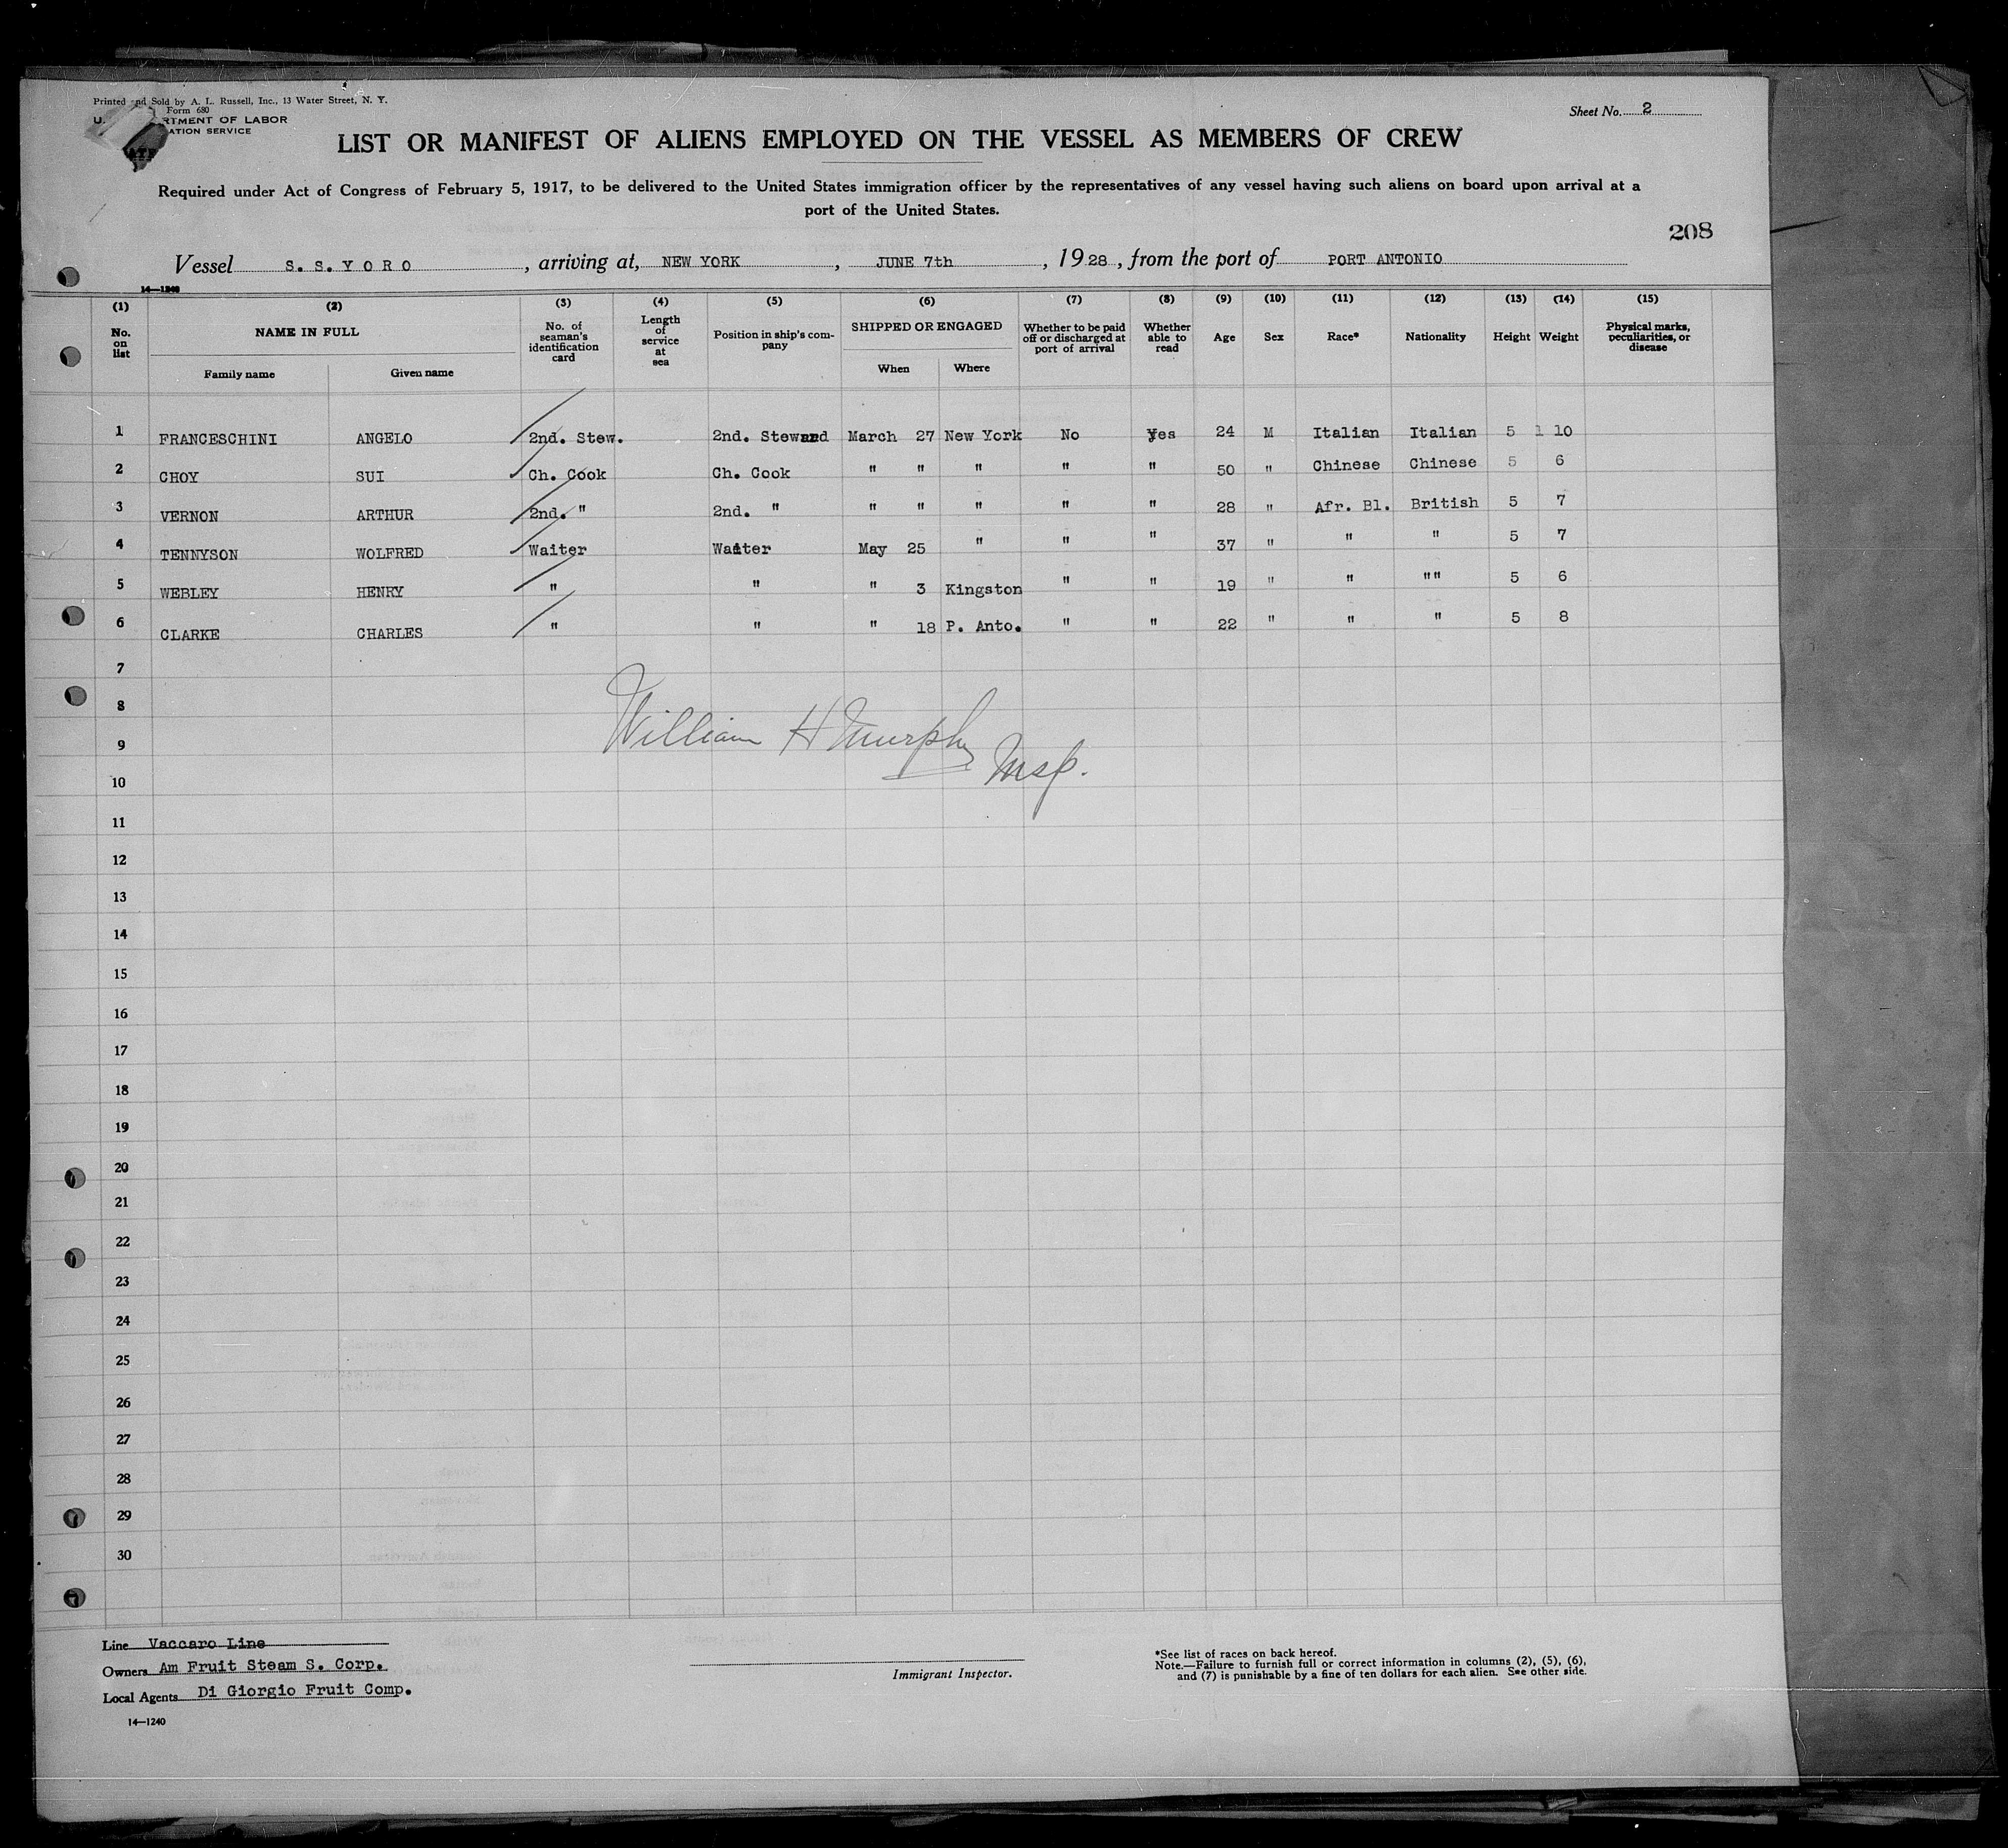 Printed and Sold by A. L. Russell, Inc., 13 Water Street, N. Y.
Form 680
Sheet No. 2
LIST OR MANIFEST OF ALIENS EMPLOYED ON THE VESSEL AS MEMBERS OF CREW
Required under Act of Congress of February 5, 1917, to be delivered to the United States immigration officer by the representatives of any vessel having such aliens on board upon arrival at a
port of the United States.
208
Vessel S. S. Y O R O , arriving at, NEW YORK , JUNE 7th , 1928 , from the port of PORT ANTONIO
14—1240
(1) (2) (3) (4) (5) (6) (7) (8) (9) (10) (11) (12) (13) (14) (15)
No. on list NAME IN FULL No. of seaman's identification card Length of service at sea Position in ship's company SHIPPED OR ENGAGED Whether to be paid off or discharged at port of arrival Whether able to read Age Sex Race* Nationality Height Weight Physical marks, peculiarities, or disease
Family name Given name When Where
1 FRANCESCHINI ANGELO 2nd. Stew. 2nd. Steward March 27 New York No Yes 24 M Italian Italian 5 1 10
2 CHOY SUI Ch. Cook Ch. Cook " " " " " 50 " Chinese Chinese 5 6
3 VERNON ARTHUR 2nd. " 2nd. " " " " " " 28 " Afr. Bl. British 5 7
4 TENNYSON WOLFRED Waiter Waiter May 25 " " " 37 " " " 5 7
5 WEBLEY HENRY " " " 3 Kingston " " 19 " " "" 5 6
6 CLARKE CHARLES " " " 18 P. Anto. " " 22 " " " 5 8
7
8
William H Murphy
9
Insp.
10
11
12
13
14
15
16
17
18
19
20
21
22
23
24
25
26
27
28
29
30
Line Vaccaro Line
Owners Am Fruit Steam S. Corp.
Local Agents Di Giorgio Fruit Comp.
14—1240
Immigrant Inspector.
*See list of races on back hereof.
Note.—Failure to furnish full or correct information in columns (2), (5), (6),
and (7) is punishable by a fine of ten dollars for each alien. See other side.